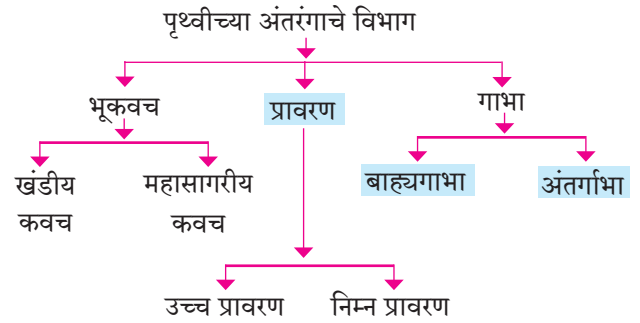 पृथ्वीच्या अंतरंगाचे विभाग
भूकवच
प्रावरण
गाभा
खंडीय
कवच
महासागरीय
कवच
बाह्यगाभा
अंतर्गाभा
उच्च प्रावरण
निम्न प्रावरण